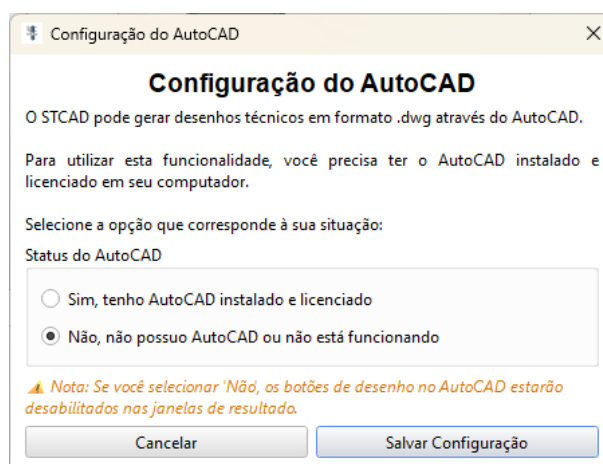 Configuração do AutoCAD
Configuração do AutoCAD
O STCAD pode gerar desenhos técnicos em formato .dwg através do AutoCAD.
Para utilizar esta funcionalidade, você precisa ter o AutoCAD instalado e
licenciado em seu computador.
Selecione a opção que corresponde à sua situação:
Status do AutoCAD
Sim, tenho AutoCAD instalado e licenciado
Não, não possuo AutoCAD ou não está funcionando
Nota: Se você selecionar 'Não', os botões de desenho no AutoCAD estarão
desabilitados nas janelas de resultado.
Cancelar
Salvar Configuração